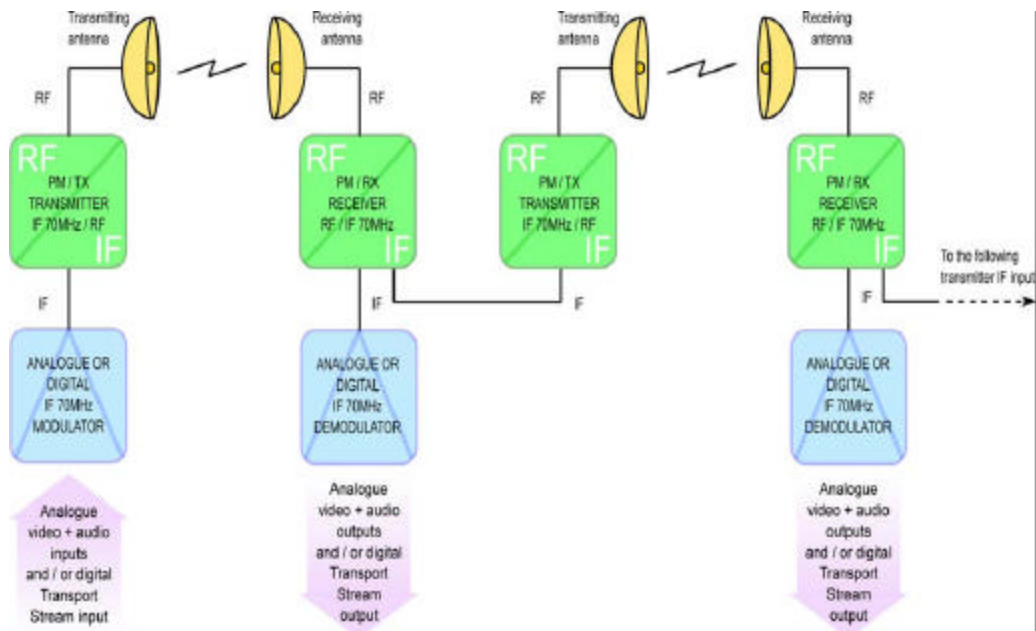 Transmitting
antenna
Receiving
antenna
Transmitting
antenna
Receiving
antenna
RF
RF
RF
RF
RF
PM / TX
TRANSMITTER
IF 70MHz / RF
IF
RF
PM / RX
RECEIVER
RF / IF 70MHz
IF
RF
PM / TX
TRANSMITTER
IF 70MHz / RF
IF
RF
PM / RX
RECEIVER
RF / IF 70MHz
IF
To the following
transmitter IF input
IF
IF
IF
IF
ANALOGUE OR
DIGITAL
IF 70MHz
MODULATOR
ANALOGUE OR
DIGITAL
IF 70MHz
DEMODULATOR
ANALOGUE OR
DIGITAL
IF 70MHz
DEMODULATOR
Analogue
video + audio
inputs
and / or digital
Transport
Stream input
Analogue
video + audio
outputs
and / or digital
Transport
Stream
output
Analogue
video + audio
outputs
and / or digital
Transport
Stream
output